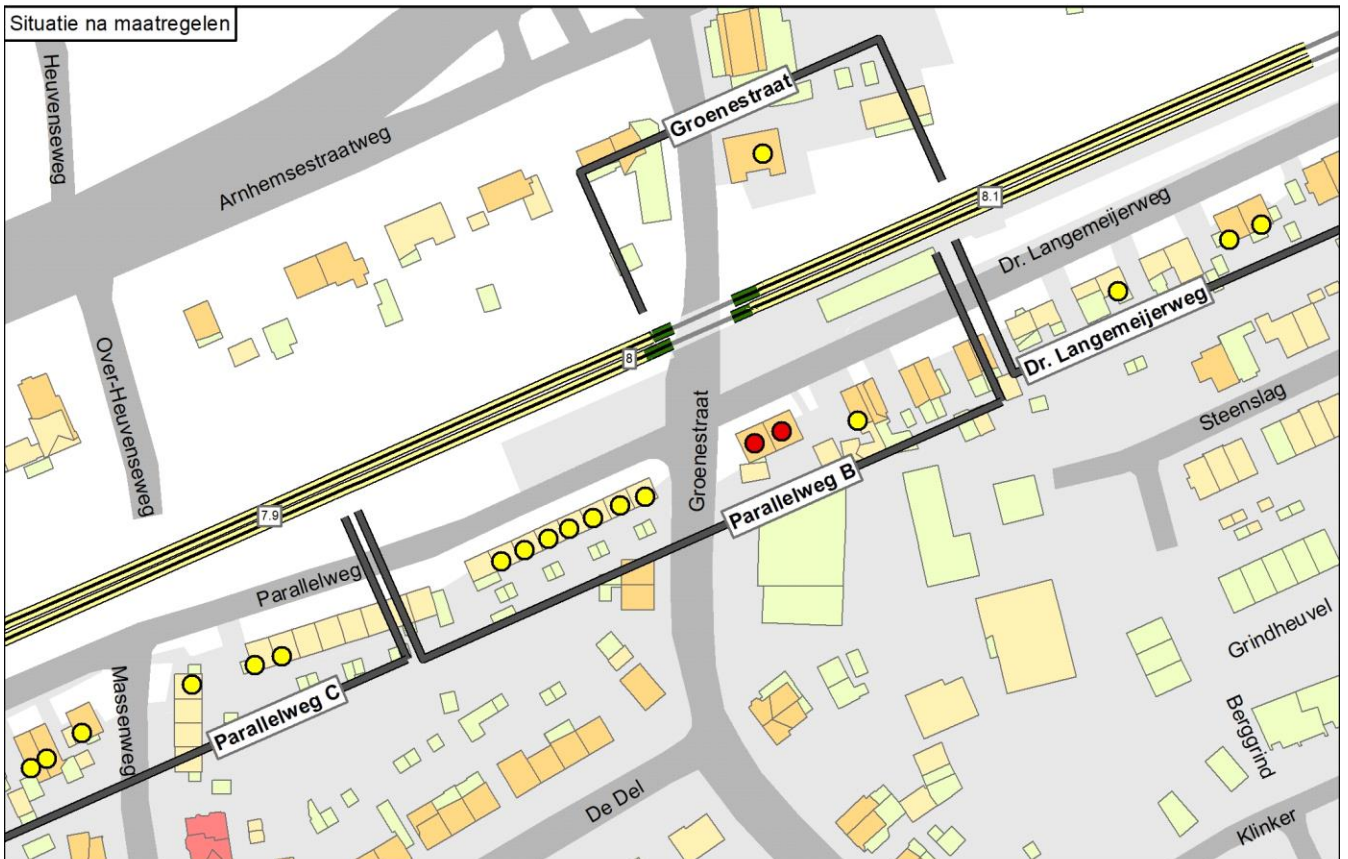 Situatie na maatregelen
Heuvenseweg
Arnhemsestraatweg
Groenestraat
8.1
Dr. Langemeijerweg
Over-Heuvenseweg
8
Dr. Langemeijerweg
Groenestraat
Steenslag
7.9
Parallelweg B
Parallelweg
Grindheuvel
Massenweg
Parallelweg C
Berggrind
De Del
Klinker